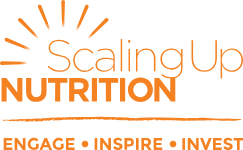 Scaling Up
NUTRITION
ENGAGE • INSPIRE • INVEST